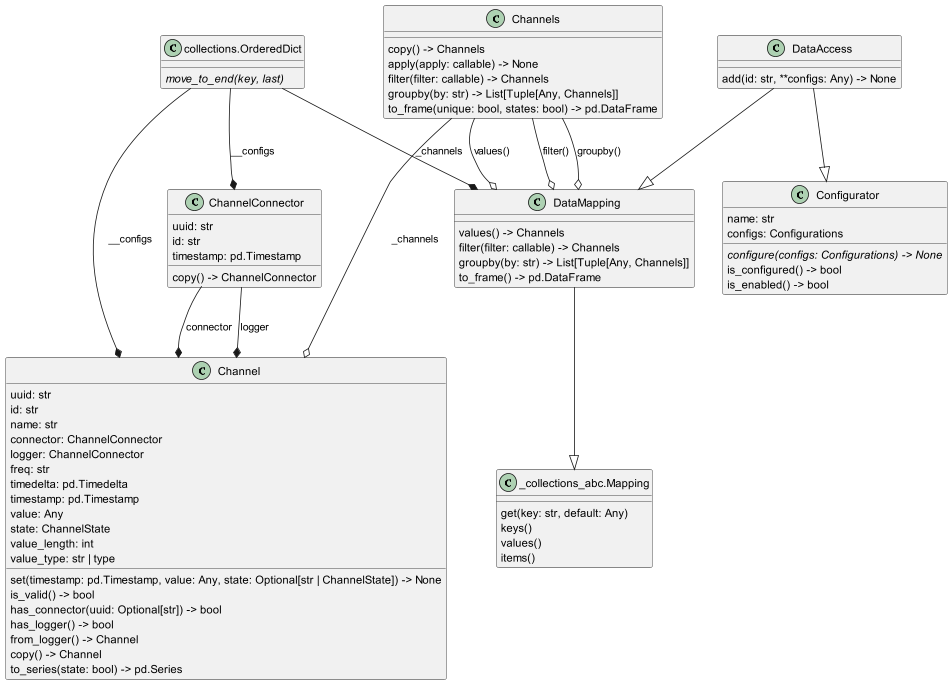 C Channels
copy() -> Channels
apply(apply: callable) -> None
filter(filter: callable) -> Channels
groupby(by: str) -> List[Tuple[Any, Channels]]
to_frame(unique: bool, states: bool) -> pd.DataFrame
C collections.OrderedDict
move_to_end(key, last)
C DataAccess
add(id: str, **configs: Any) -> None
__configs
_channels
values()
filter()
groupby()
C ChannelConnector
uuid: str
id: str
timestamp: pd.Timestamp
copy() -> ChannelConnector
C DataMapping
values() -> Channels
filter(filter: callable) -> Channels
groupby(by: str) -> List[Tuple[Any, Channels]]
to_frame() -> pd.DataFrame
C Configurator
name: str
configs: Configurations
configure(configs: Configurations) -> None
is_configured() -> bool
is_enabled() -> bool
__configs
_channels
connector
logger
C Channel
uuid: str
id: str
name: str
connector: ChannelConnector
logger: ChannelConnector
freq: str
timedelta: pd.Timedelta
timestamp: pd.Timestamp
value: Any
state: ChannelState
value_length: int
value_type: str | type
set(timestamp: pd.Timestamp, value: Any, state: Optional[str | ChannelState]) -> None
is_valid() -> bool
has_connector(uuid: Optional[str]) -> bool
has_logger() -> bool
from_logger() -> Channel
copy() -> Channel
to_series(state: bool) -> pd.Series
C _collections_abc.Mapping
get(key: str, default: Any)
keys()
values()
items()